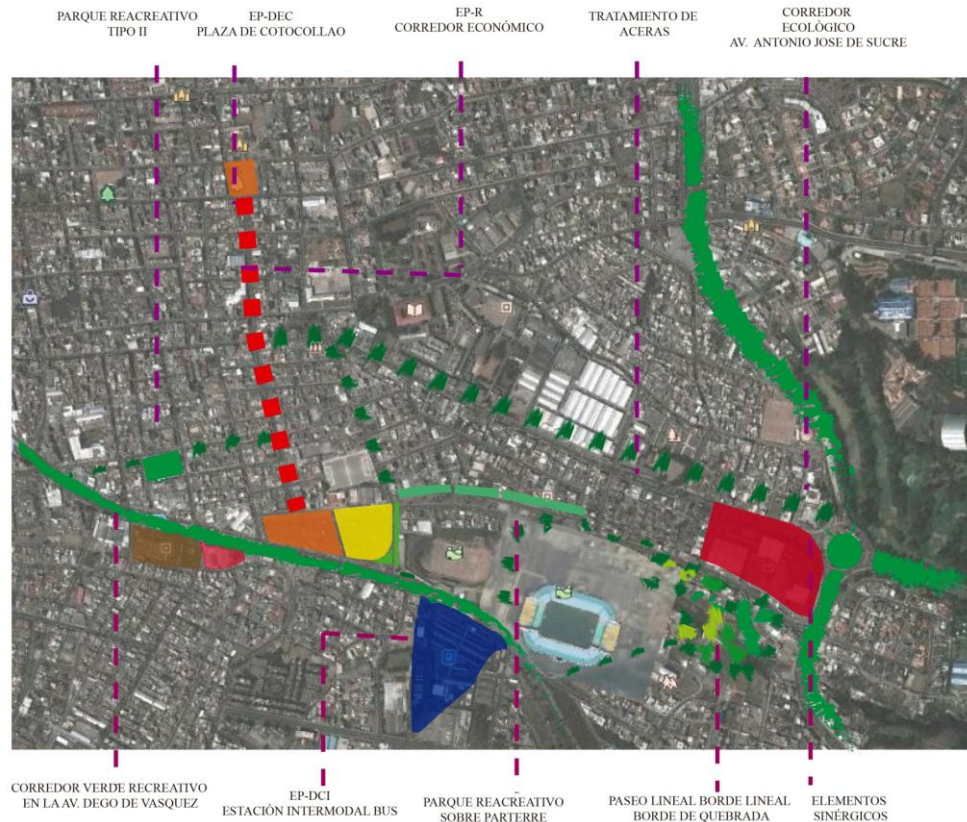 PARQUE REACREATIVO
TIPO II
EP-DEC
PLAZA DE COTOCOLLAO
EP-R
CORREDOR ECONÓMICO
TRATAMIENTO DE
ACERAS
CORREDOR
ECOLÓGICO
AV. ANTONIO JOSE DE SUCRE
CORREDOR VERDE RECREATIVO
EN LA AV. DEGO DE VASQUEZ
EP-DCI
ESTACIÒN INTERMODAL BUS
PARQUE REACREATIVO
SOBRE PARTERRE
PASEO LINEAL BORDE LINEAL
BORDE DE QUEBRADA
ELEMENTOS
SINÉRGICOS